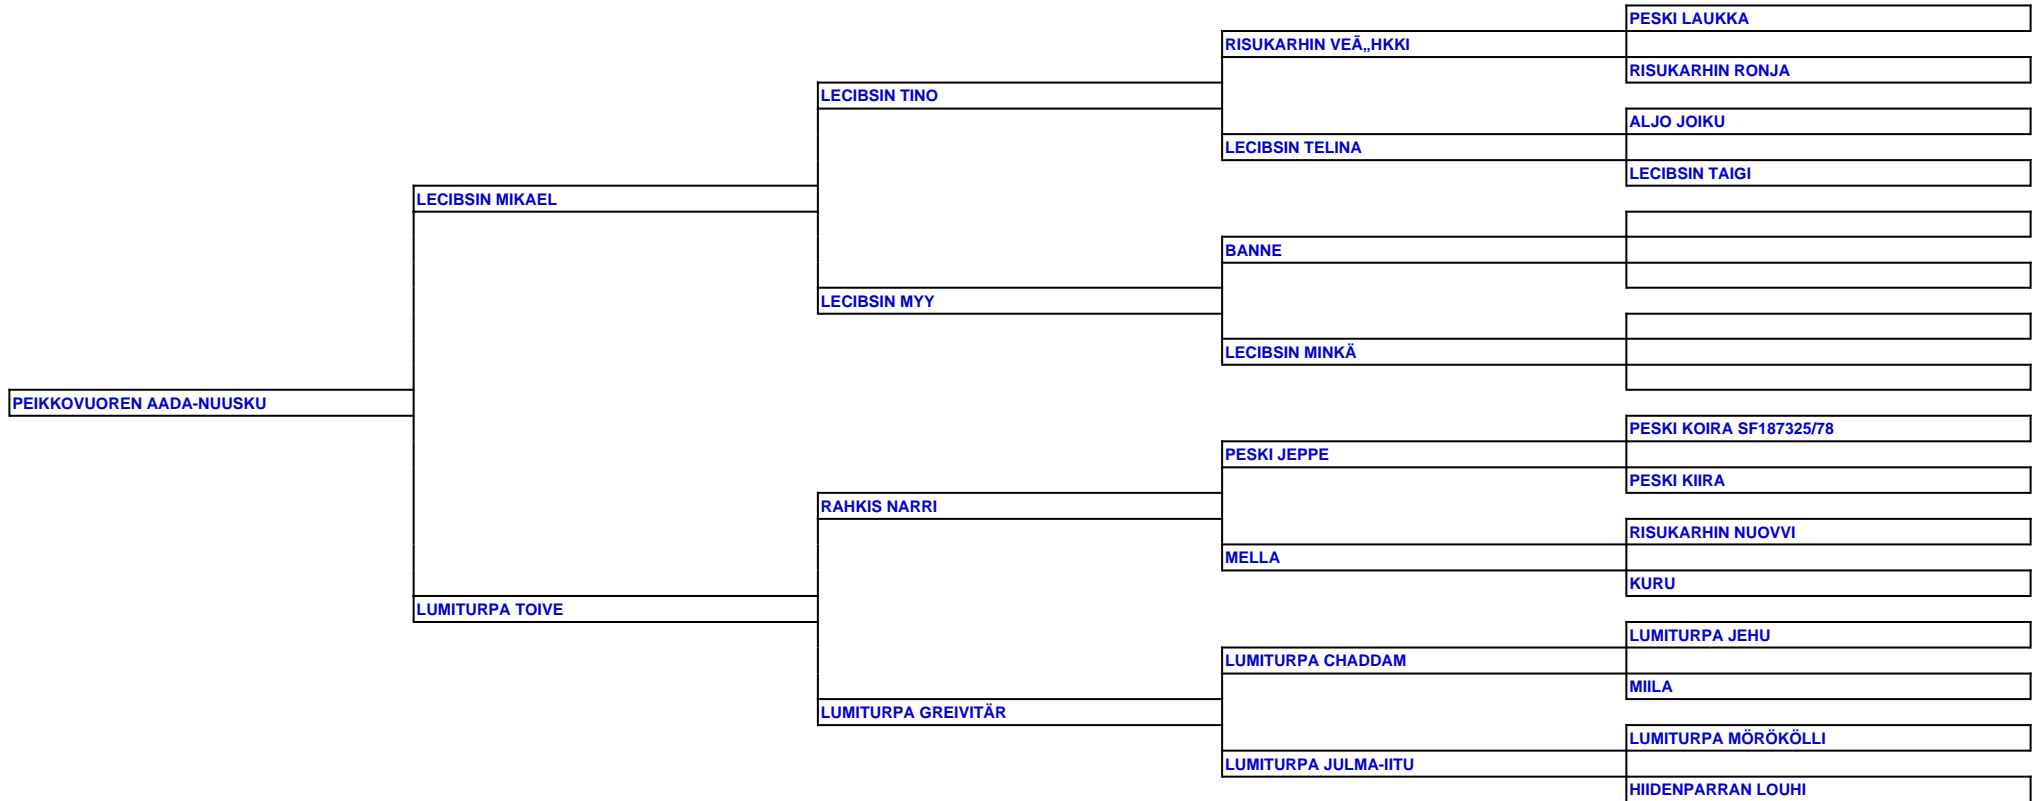 PESKI LAUKKA
RISUKARHIN VEÃ„HKKI
RISUKARHIN RONJA
LECIBSIN TINO
ALJO JOIKU
LECIBSIN TELINA
LECIBSIN TAIGI
LECIBSIN MIKAEL
BANNE
LECIBSIN MYY
LECIBSIN MINKÄ
PEIKKOVUOREN AADA-NUUSKU
PESKI KOIRA SF187325/78
PESKI JEPPE
PESKI KIIRA
RAHKIS NARRI
RISUKARHIN NUOVVI
MELLA
KURU
LUMITURPA TOIVE
LUMITURPA JEHU
LUMITURPA CHADDAM
MIILA
LUMITURPA GREIVITÄR
LUMITURPA MÖRÖKÖLLI
LUMITURPA JULMA-IITU
HIIDENPARRAN LOUHI